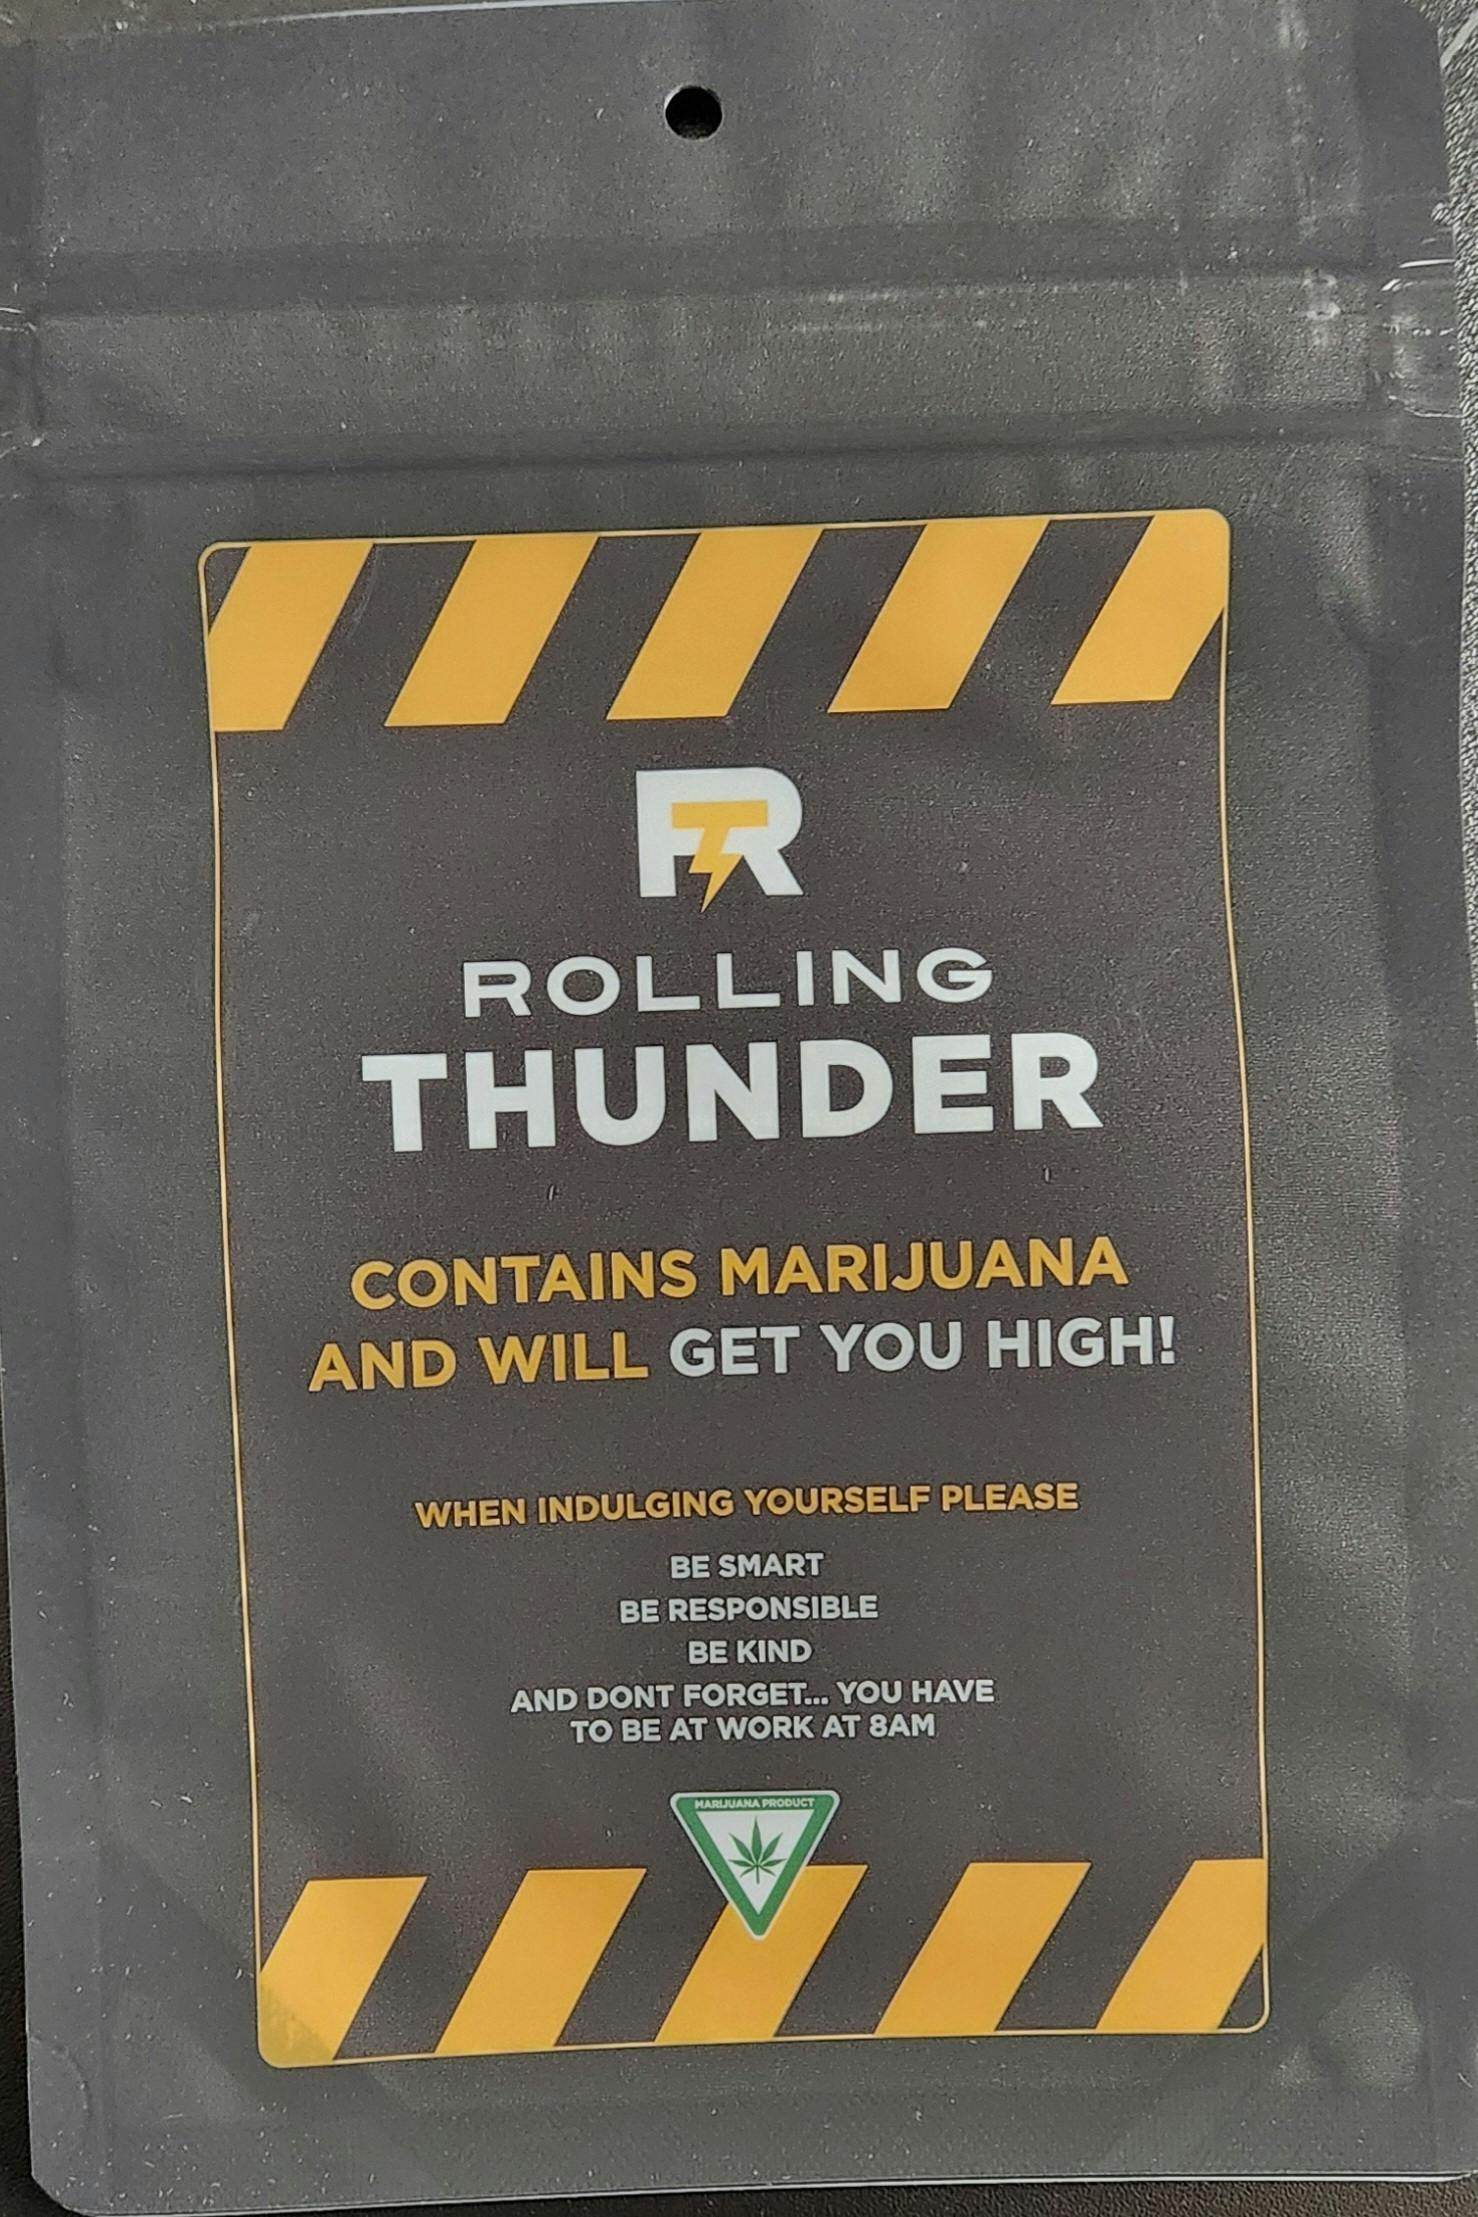 RT
ROLLING
THUNDER
CONTAINS MARIJUANA
AND WILL GET YOU HIGH!
WHEN INDULGING YOURSELF PLEASE
BE SMART
BE RESPONSIBLE
BE KIND
AND DONT FORGET... YOU HAVE
TO BE AT WORK AT 8AM
MARIJUANA PRODUCT